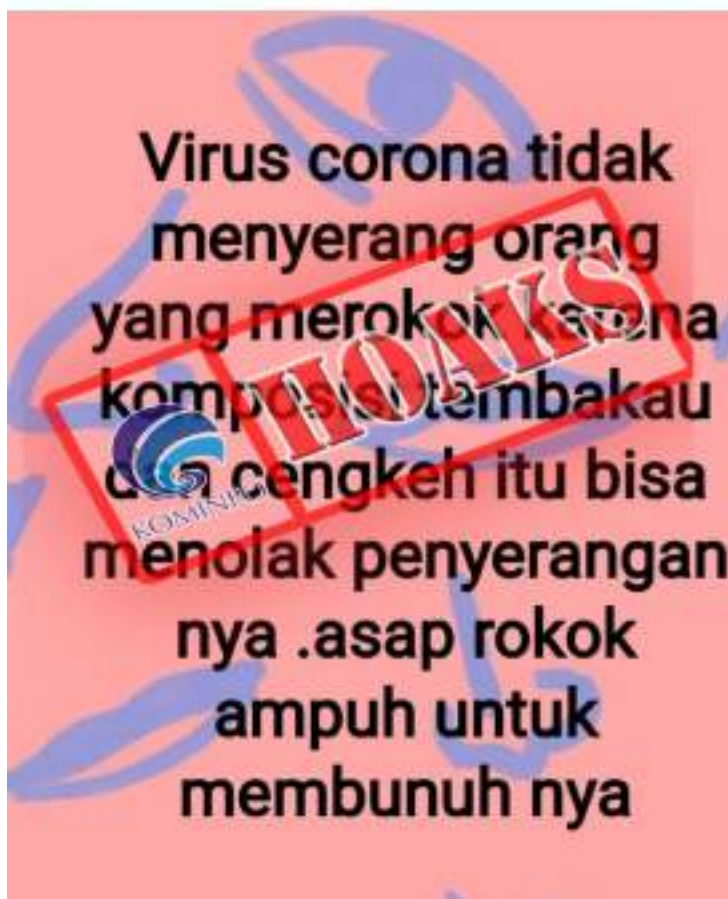 Virus corona tidak
menyerang orang
yang merokok karena
komposisi tembakau
dan cengkeh itu bisa
menolak penyerangan
nya .asap rokok
ampuh untuk
membunuh nya
HOAKS
KOMINFO